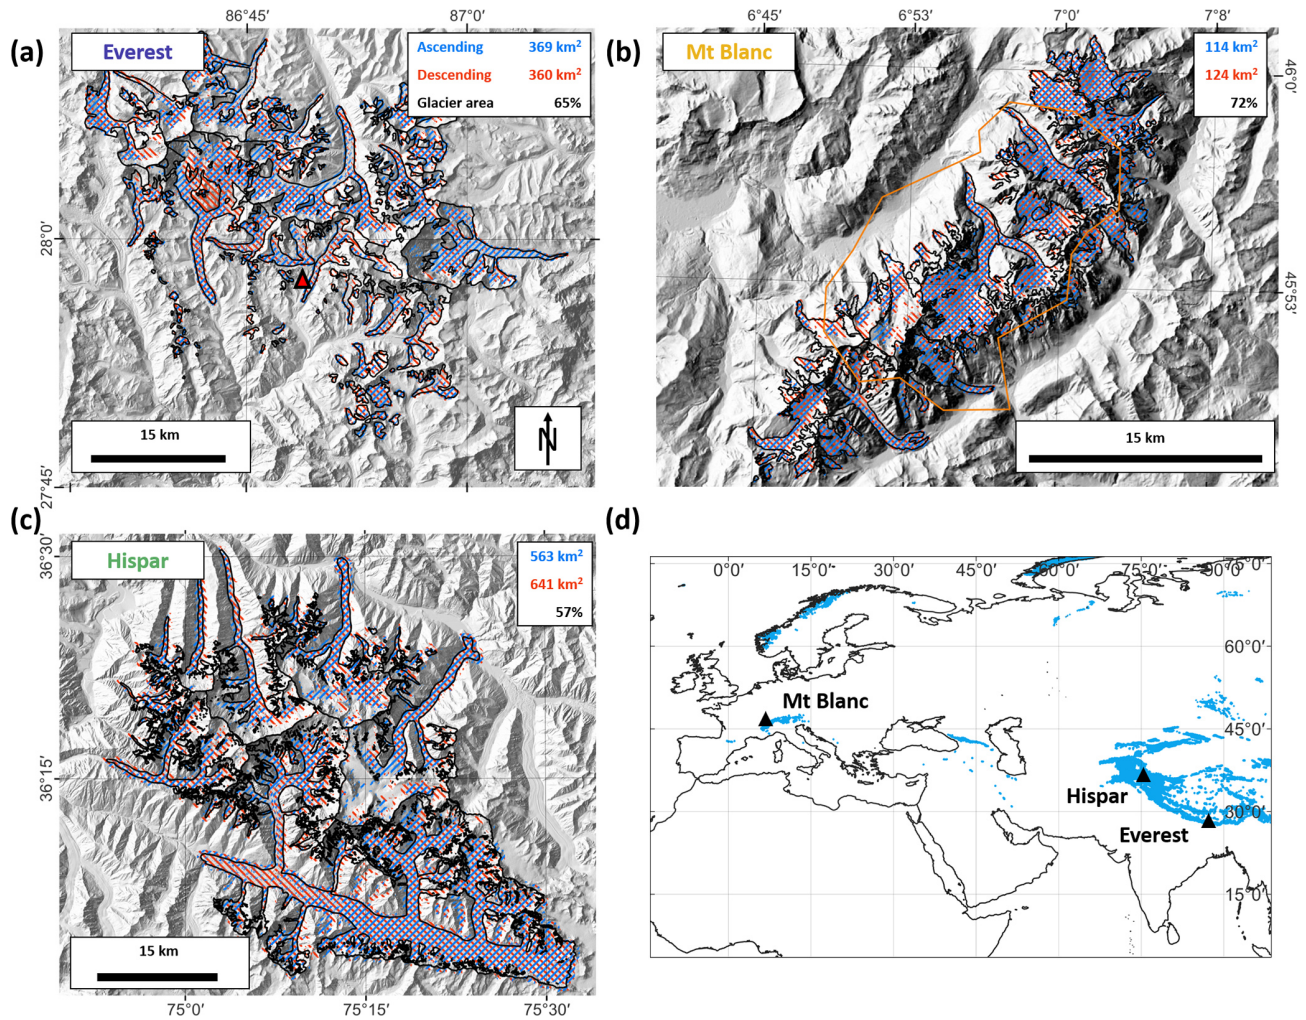 86°45′ 87°0′
(a)
Everest
Ascending 369 km²
Descending 360 km²
Glacier area 65%
28°0′
27°45′
15 km
N
6°45′ 6°53′ 7°0′ 7°8′
(b)
Mt Blanc
114 km²
124 km²
72%
46°0′
45°53′
15 km
(c)
Hispar
563 km²
641 km²
57%
36°30′
36°15′
15 km
75°0′ 75°15′ 75°30′
(d)
0°0′ 15°0′ 30°0′ 45°0′ 60°0′ 75°0′ 90°0′
60°0′
45°0′
30°0′
15°0′
Mt Blanc
Hispar
Everest